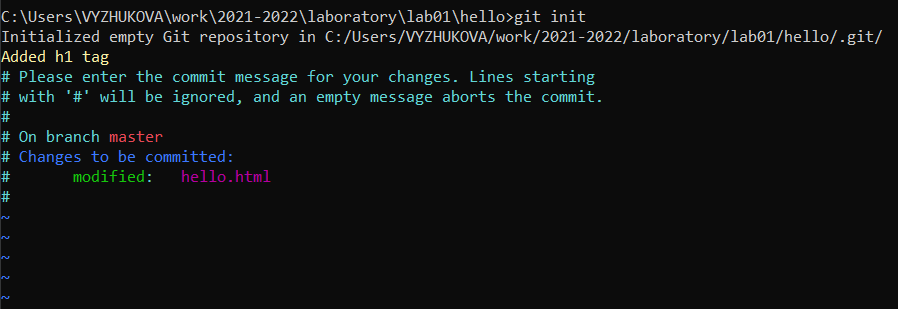 C:\Users\VYZHUKOVA\work\2021-2022\laboratory\lab01\hello>git init
Initialized empty Git repository in C:/Users/VYZHUKOVA/work/2021-2022/laboratory/lab01/hello/.git/
Added h1 tag
# Please enter the commit message for your changes. Lines starting
# with '#' will be ignored, and an empty message aborts the commit.
#
# On branch master
# Changes to be committed:
#       modified:   hello.html
#
~
~
~
~
~